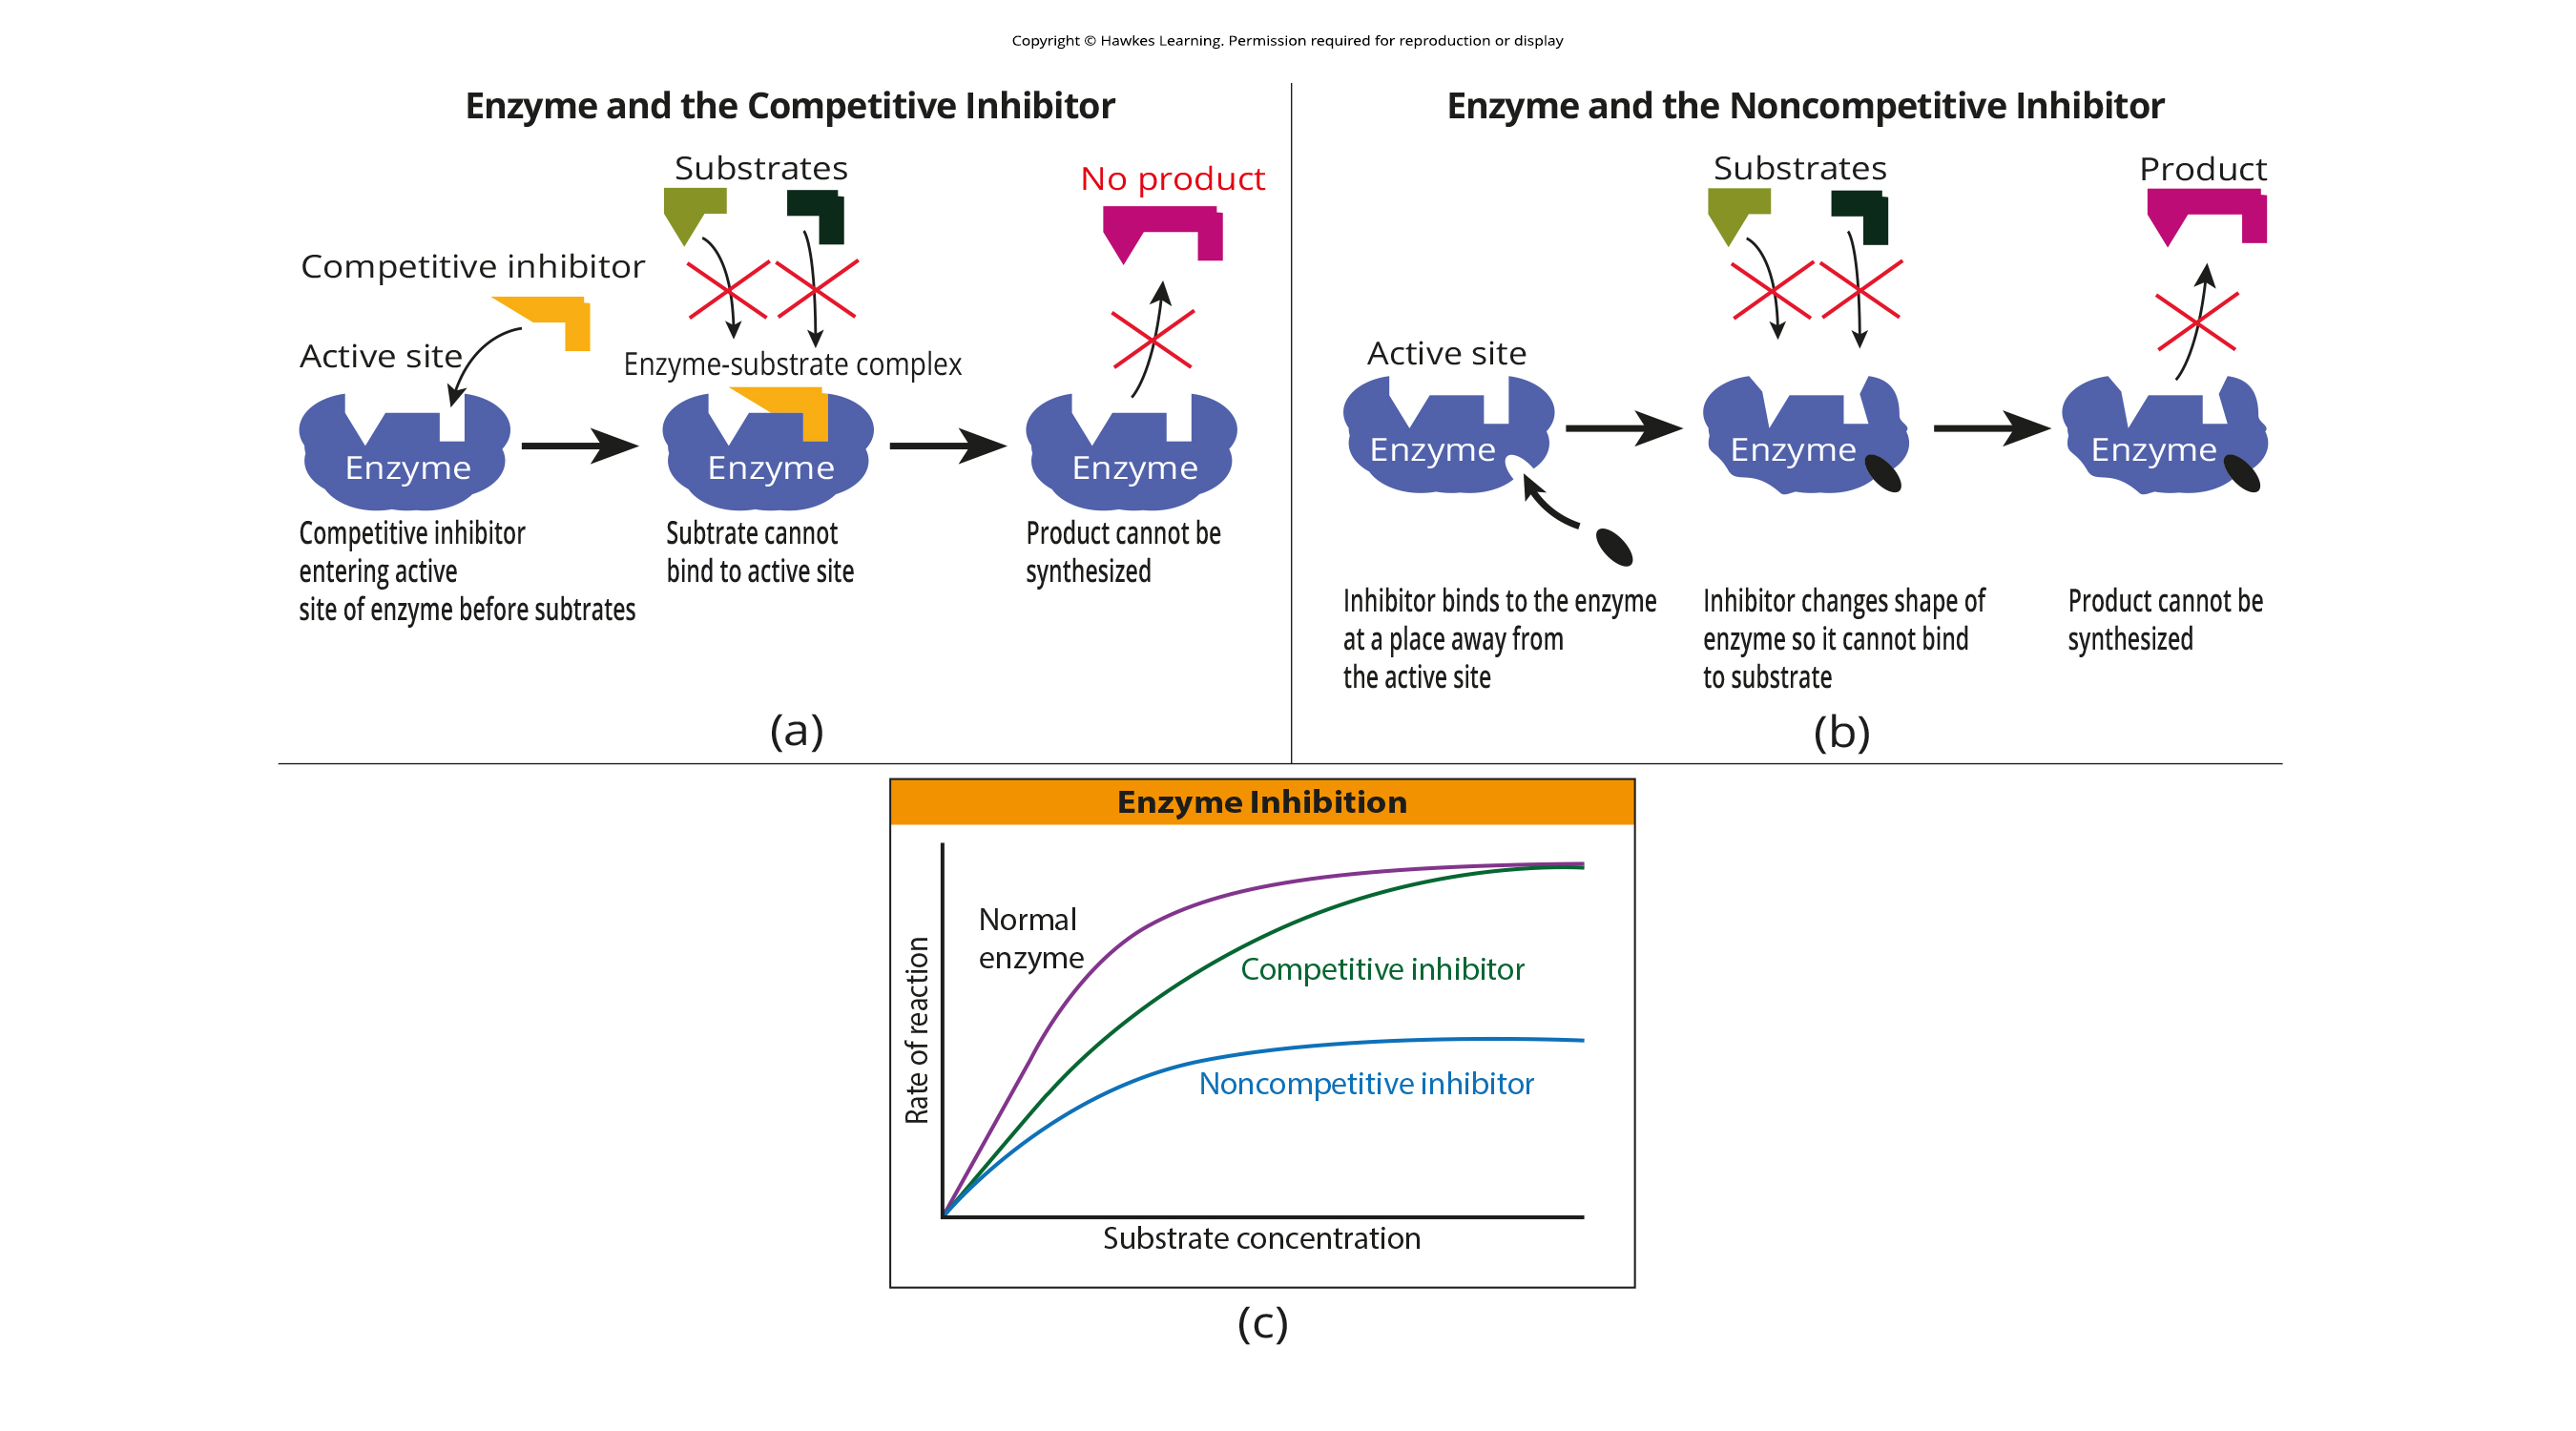 Copyright © Hawkes Learning. Permission required for reproduction or display
Enzyme and the Competitive Inhibitor
Substrates
No product
Competitive inhibitor
Active site
Enzyme-substrate complex
Enzyme
Enzyme
Enzyme
Competitive inhibitor
entering active
site of enzyme before subtrates
Subtrate cannot
bind to active site
Product cannot be
synthesized
(a)
Enzyme and the Noncompetitive Inhibitor
Substrates
Product
Active site
Enzyme
Enzyme
Enzyme
Inhibitor binds to the enzyme
at a place away from
the active site
Inhibitor changes shape of
enzyme so it cannot bind
to substrate
Product cannot be
synthesized
(b)
Enzyme Inhibition
Normal
enzyme
Competitive inhibitor
Noncompetitive inhibitor
Rate of reaction
Substrate concentration
(c)